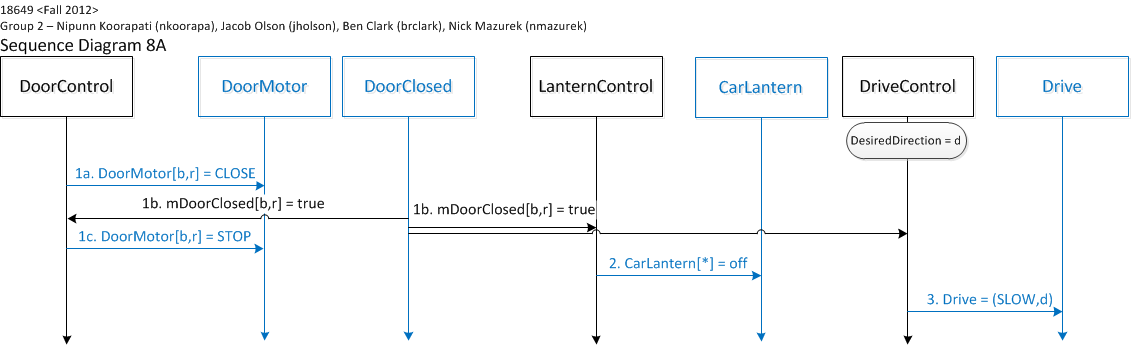 18649 <Fall 2012>
Group 2 – Nipunn Koorapati (nkoorapa), Jacob Olson (jholson), Ben Clark (brclark), Nick Mazurek (nmazurek)
Sequence Diagram 8A
DoorControl
DoorMotor
DoorClosed
LanternControl
CarLantern
DriveControl
Drive
DesiredDirection = d
1a. DoorMotor[b,r] = CLOSE
1b. mDoorClosed[b,r] = true
1b. mDoorClosed[b,r] = true
1c. DoorMotor[b,r] = STOP
2. CarLantern[*] = off
3. Drive = (SLOW,d)